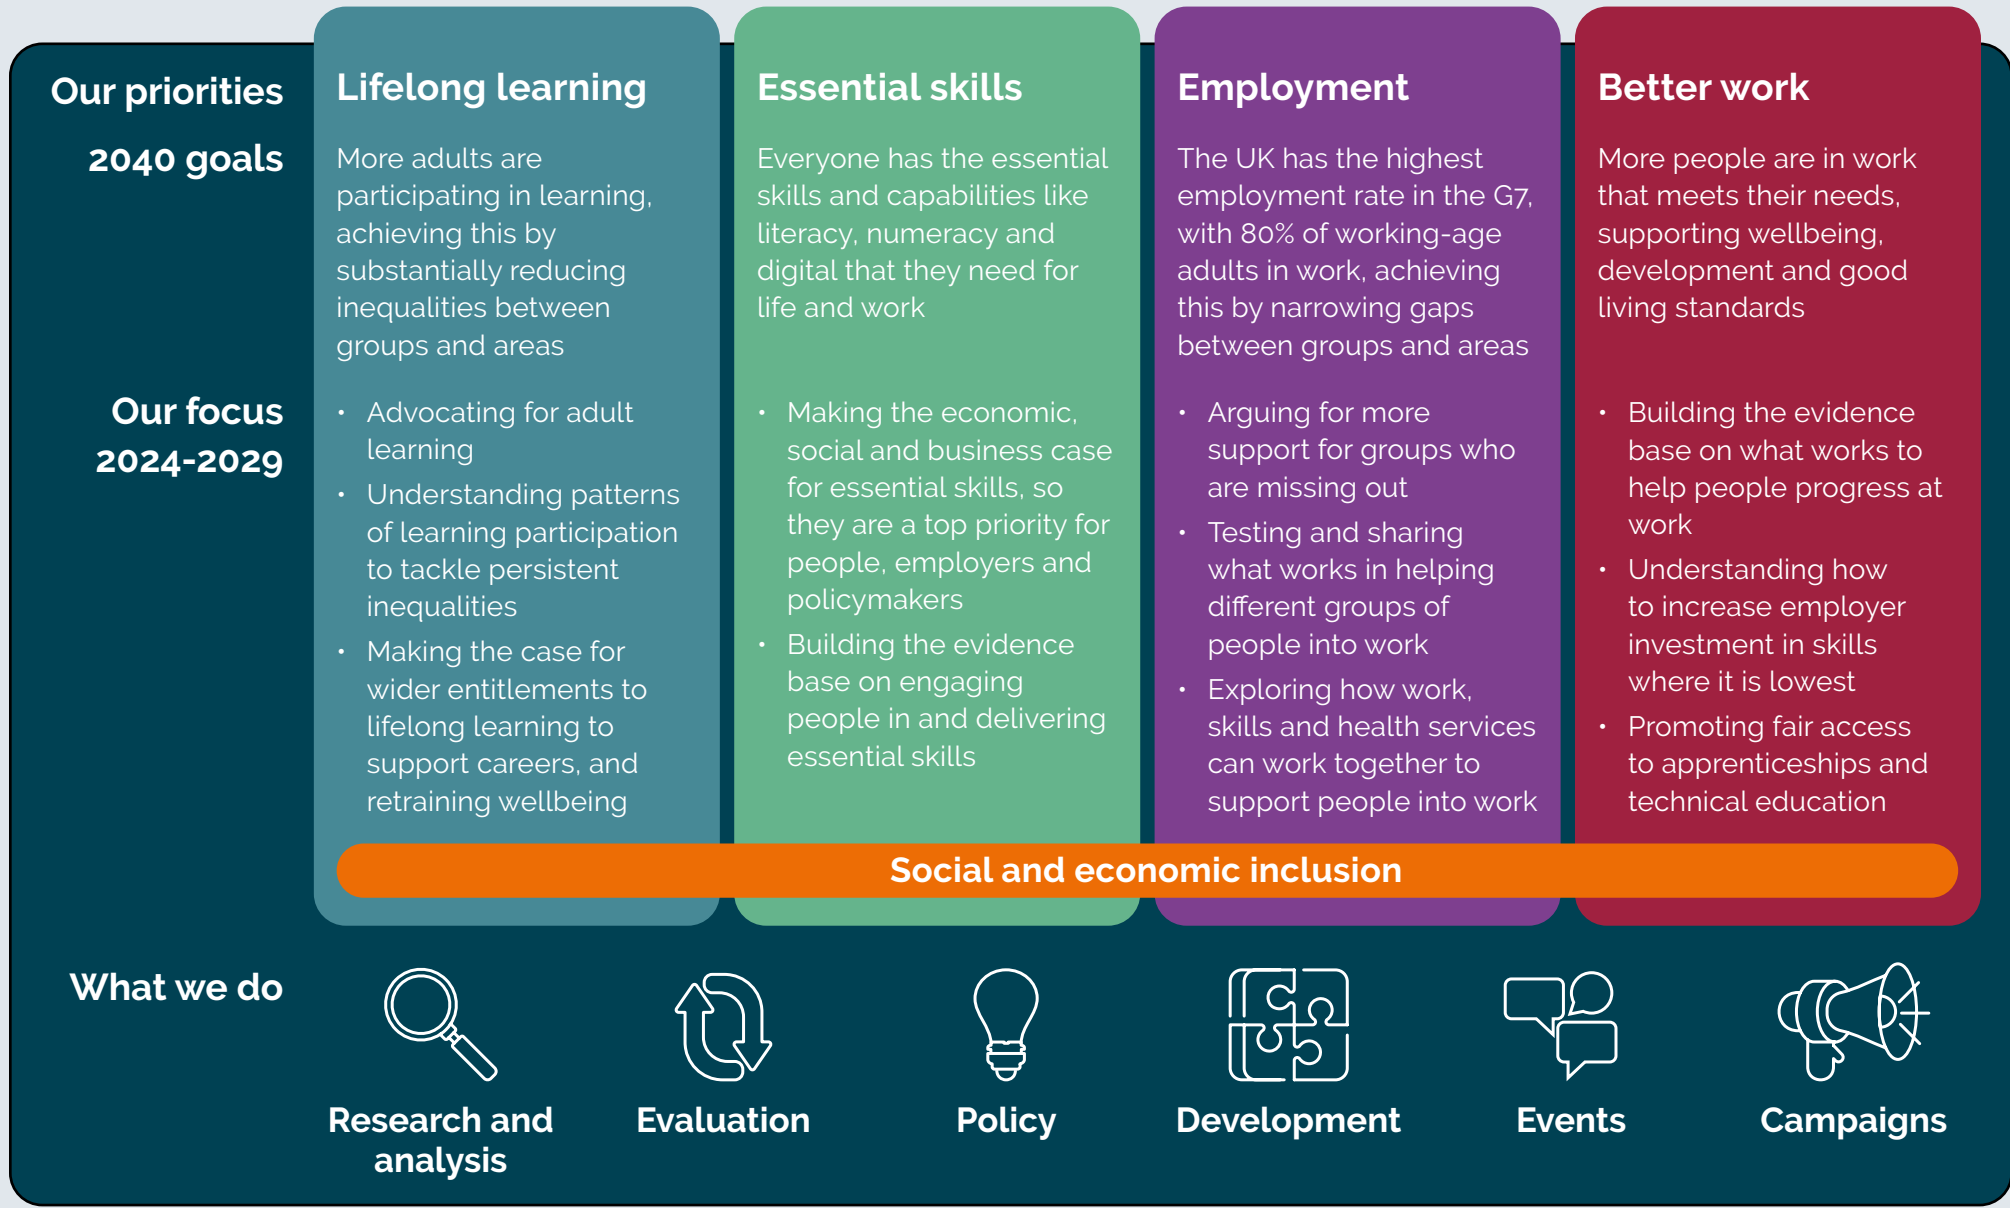 Our priorities
2040 goals
Our focus
2024-2029
Lifelong learning
More adults are
participating in learning,
achieving this by
substantially reducing
inequalities between
groups and areas
• Advocating for adult
learning
• Understanding patterns
of learning participation
to tackle persistent
inequalities
• Making the case for
wider entitlements to
lifelong learning to
support careers, and
retraining wellbeing
Essential skills
Everyone has the essential
skills and capabilities like
literacy, numeracy and
digital that they need for
life and work
• Making the economic,
social and business case
for essential skills, so
they are a top priority for
people, employers and
policymakers
• Building the evidence
base on engaging
people in and delivering
essential skills
Employment
The UK has the highest
employment rate in the G7,
with 80% of working-age
adults in work, achieving
this by narrowing gaps
between groups and areas
• Arguing for more
support for groups who
are missing out
• Testing and sharing
what works in helping
different groups of
people into work
• Exploring how work,
skills and health services
can work together to
support people into work
Better work
More people are in work
that meets their needs,
supporting wellbeing,
development and good
living standards
• Building the evidence
base on what works to
help people progress at
work
• Understanding how
to increase employer
investment in skills
where it is lowest
• Promoting fair access
to apprenticeships and
technical education
Social and economic inclusion
What we do
Research and
analysis
Evaluation
Policy
Development
Events
Campaigns